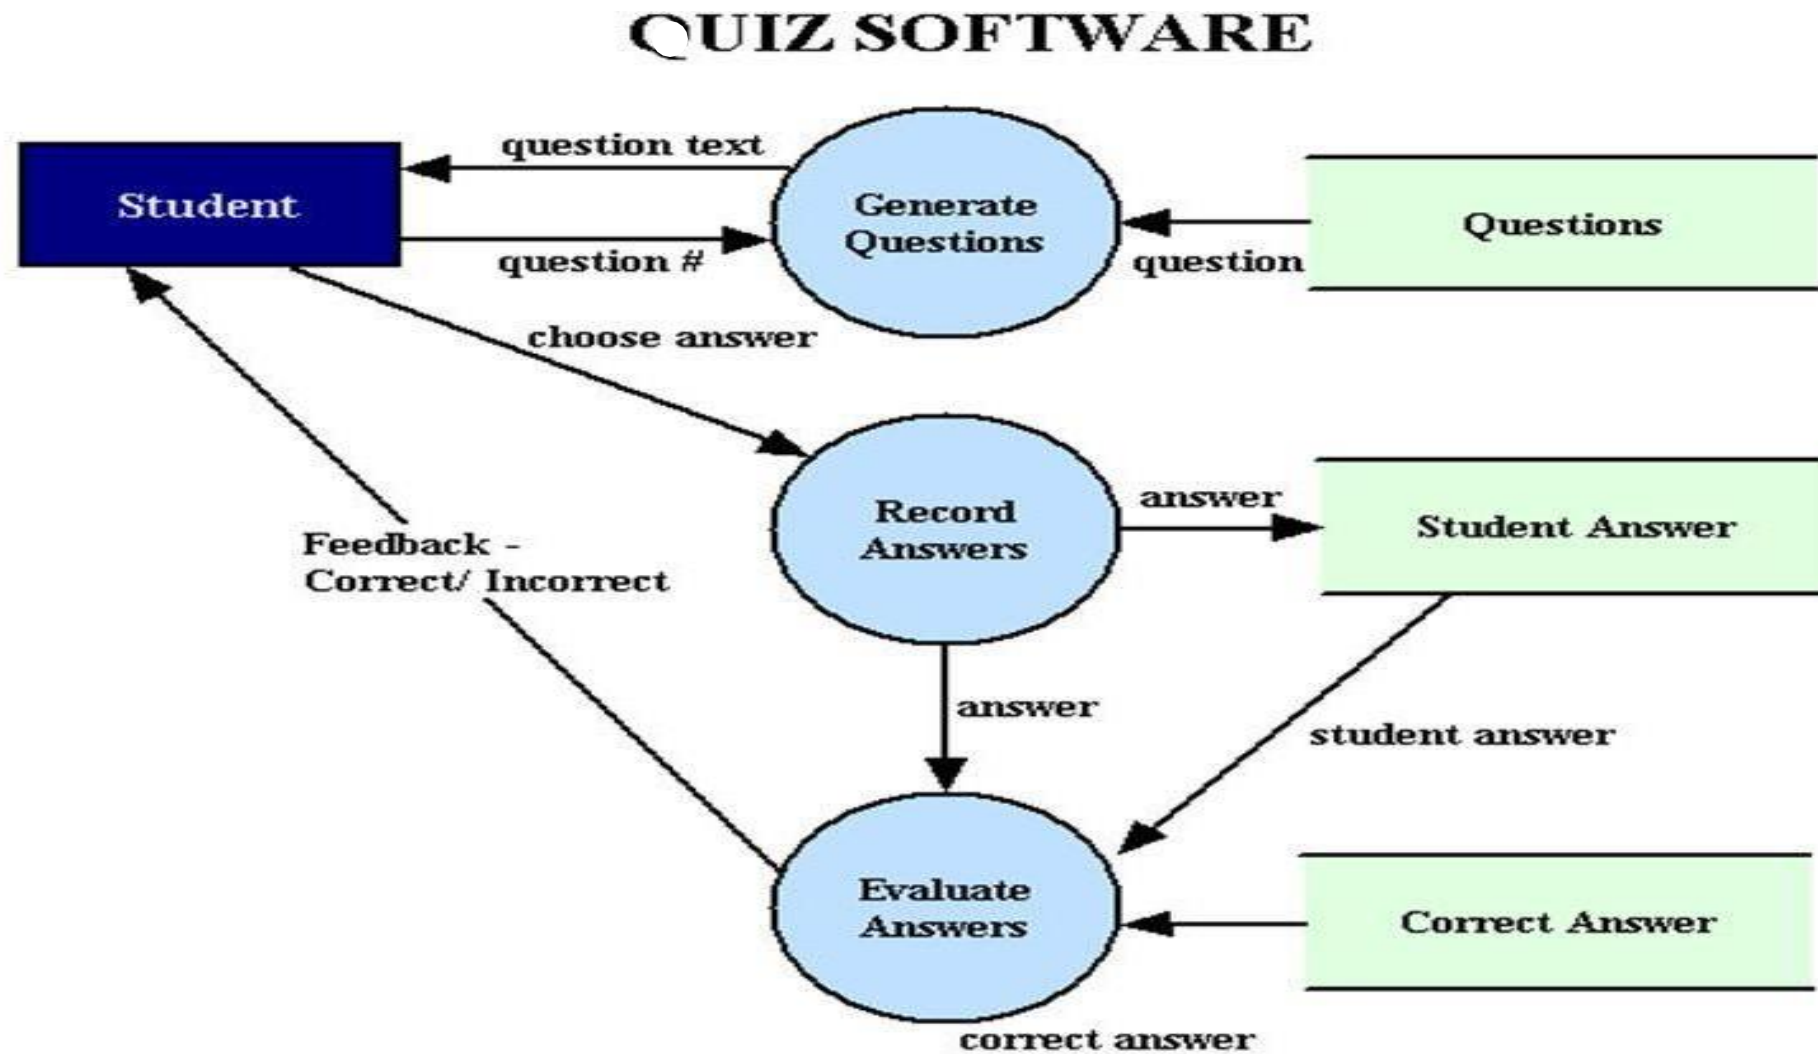 QUIZ SOFTWARE
question text
Student
Generate
Questions
Questions
question #
question
choose answer
Record
Answers
answer
Student Answer
Feedback -
Correct/ Incorrect
answer
student answer
Evaluate
Answers
Correct Answer
correct answer